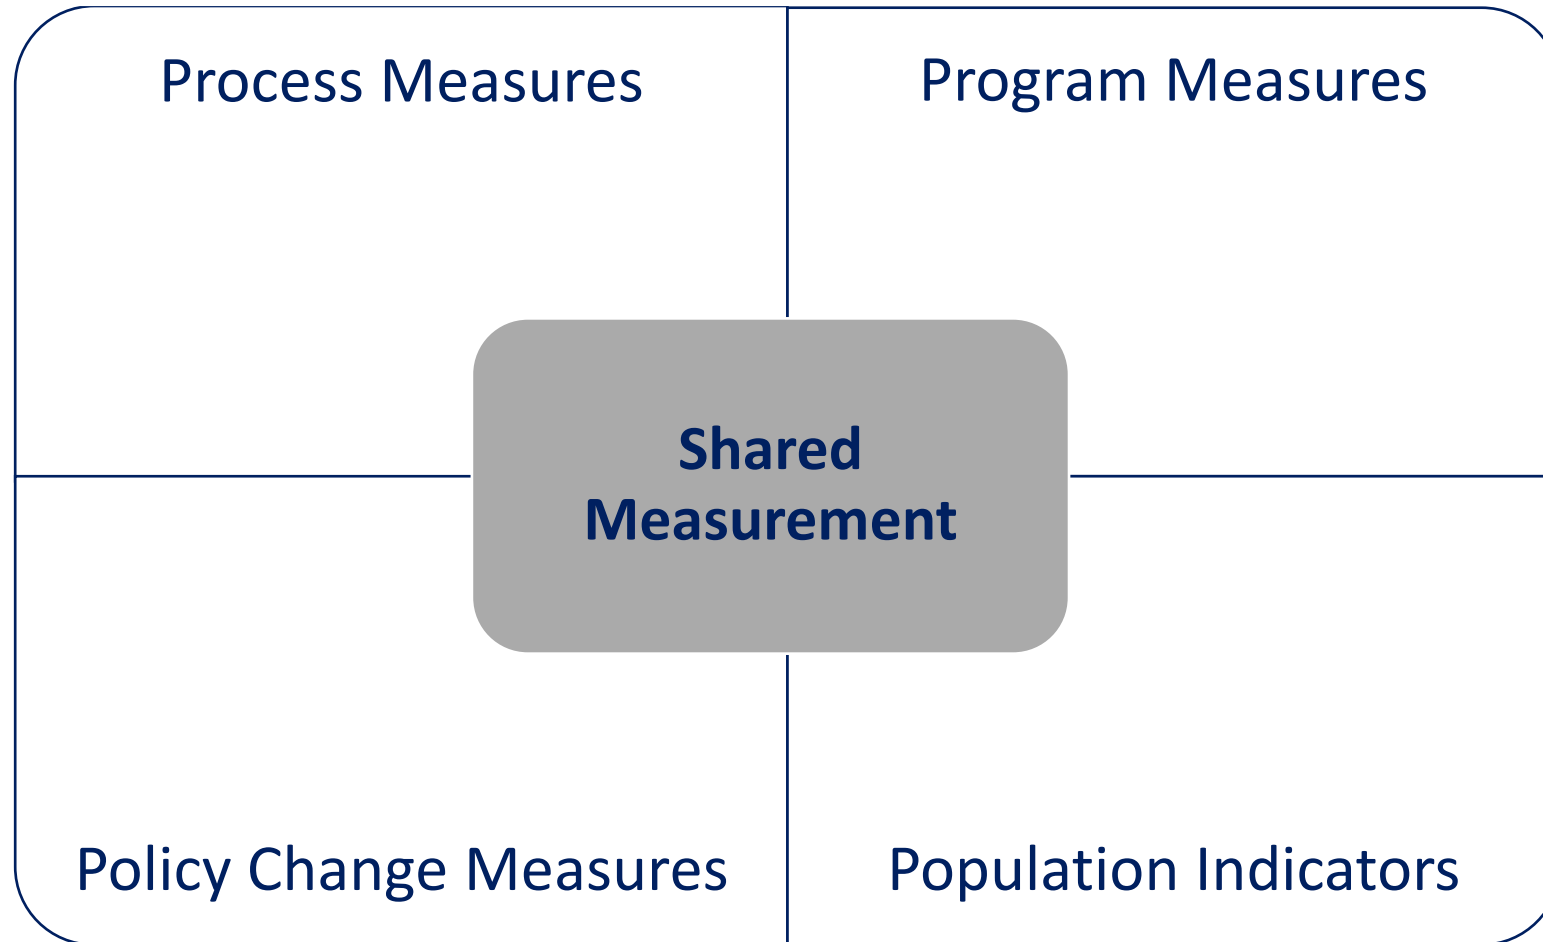 Process Measures
Program Measures
Shared
Measurement
Policy Change Measures
Population Indicators